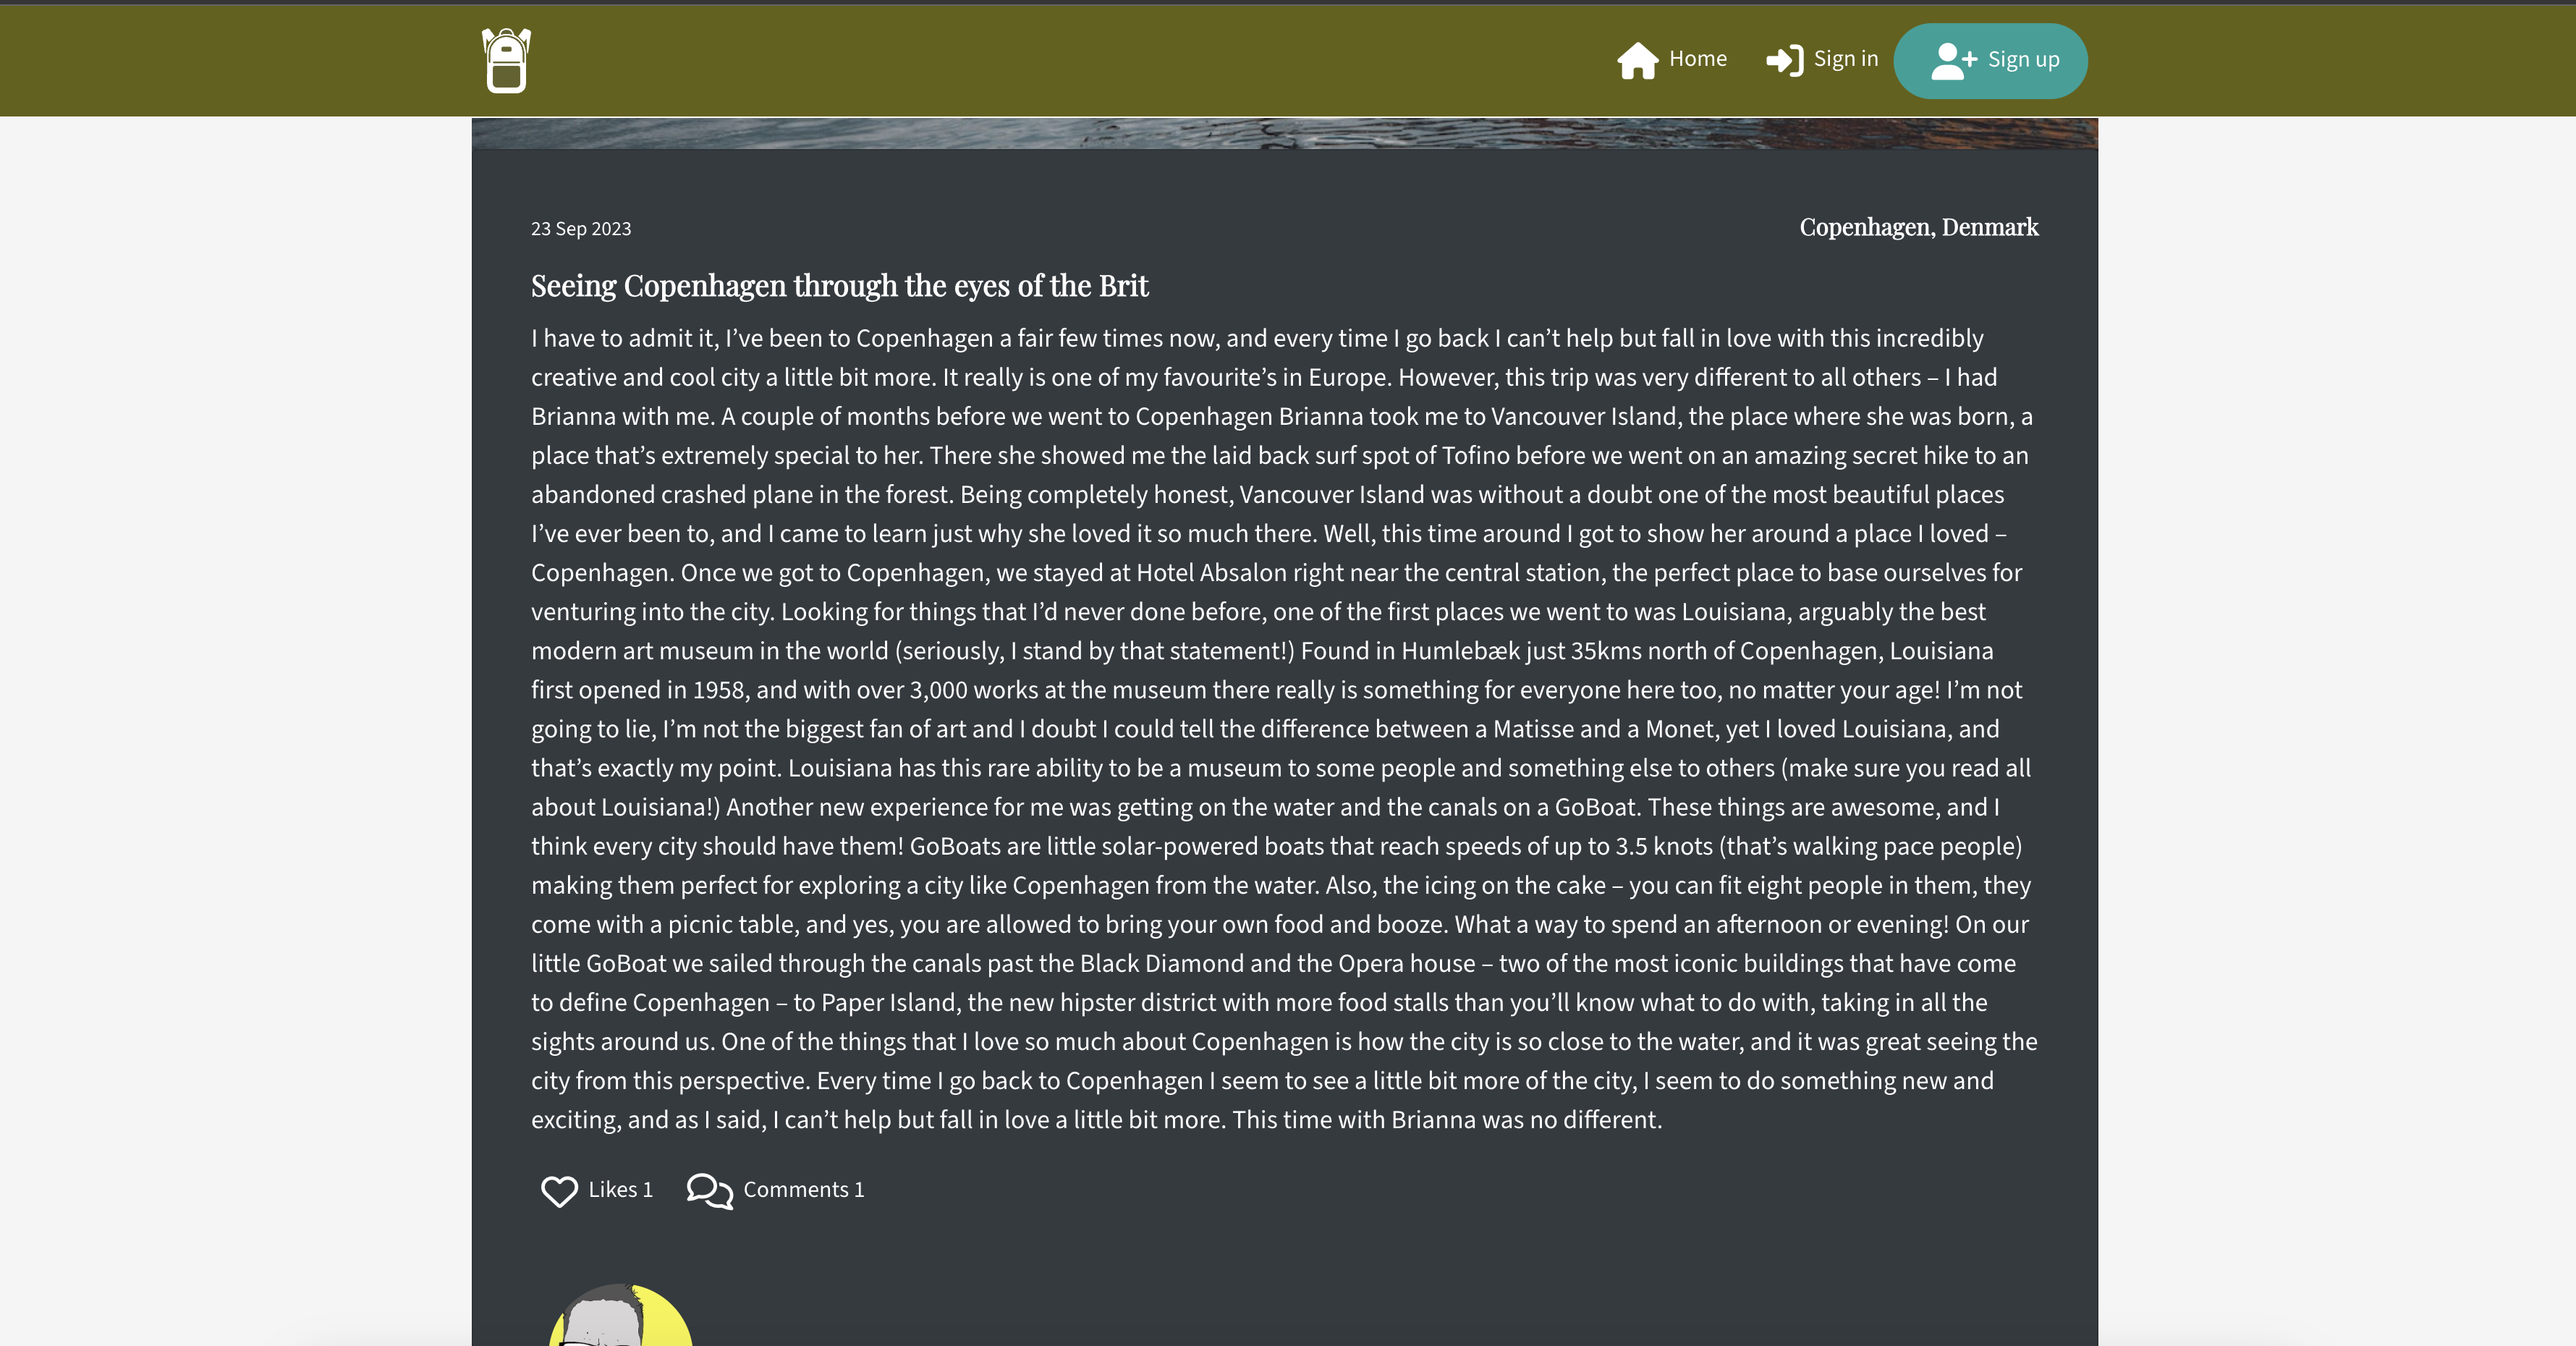 Home
Sign in
Sign up
23 Sep 2023
Copenhagen, Denmark
Seeing Copenhagen through the eyes of the Brit
I have to admit it, I’ve been to Copenhagen a fair few times now, and every time I go back I can’t help but fall in love with this incredibly
creative and cool city a little bit more. It really is one of my favourite’s in Europe. However, this trip was very different to all others – I had
Brianna with me. A couple of months before we went to Copenhagen Brianna took me to Vancouver Island, the place where she was born, a
place that’s extremely special to her. There she showed me the laid back surf spot of Tofino before we went on an amazing secret hike to an
abandoned crashed plane in the forest. Being completely honest, Vancouver Island was without a doubt one of the most beautiful places
I’ve ever been to, and I came to learn just why she loved it so much there. Well, this time around I got to show her around a place I loved –
Copenhagen. Once we got to Copenhagen, we stayed at Hotel Absalon right near the central station, the perfect place to base ourselves for
venturing into the city. Looking for things that I’d never done before, one of the first places we went to was Louisiana, arguably the best
modern art museum in the world (seriously, I stand by that statement!) Found in Humlebæk just 35kms north of Copenhagen, Louisiana
first opened in 1958, and with over 3,000 works at the museum there really is something for everyone here too, no matter your age! I’m not
going to lie, I’m not the biggest fan of art and I doubt I could tell the difference between a Matisse and a Monet, yet I loved Louisiana, and
that’s exactly my point. Louisiana has this rare ability to be a museum to some people and something else to others (make sure you read all
about Louisiana!) Another new experience for me was getting on the water and the canals on a GoBoat. These things are awesome, and I
think every city should have them! GoBoats are little solar-powered boats that reach speeds of up to 3.5 knots (that’s walking pace people)
making them perfect for exploring a city like Copenhagen from the water. Also, the icing on the cake – you can fit eight people in them, they
come with a picnic table, and yes, you are allowed to bring your own food and booze. What a way to spend an afternoon or evening! On our
little GoBoat we sailed through the canals past the Black Diamond and the Opera house – two of the most iconic buildings that have come
to define Copenhagen – to Paper Island, the new hipster district with more food stalls than you’ll know what to do with, taking in all the
sights around us. One of the things that I love so much about Copenhagen is how the city is so close to the water, and it was great seeing the
city from this perspective. Every time I go back to Copenhagen I seem to see a little bit more of the city, I seem to do something new and
exciting, and as I said, I can’t help but fall in love a little bit more. This time with Brianna was no different.
Likes 1
Comments 1